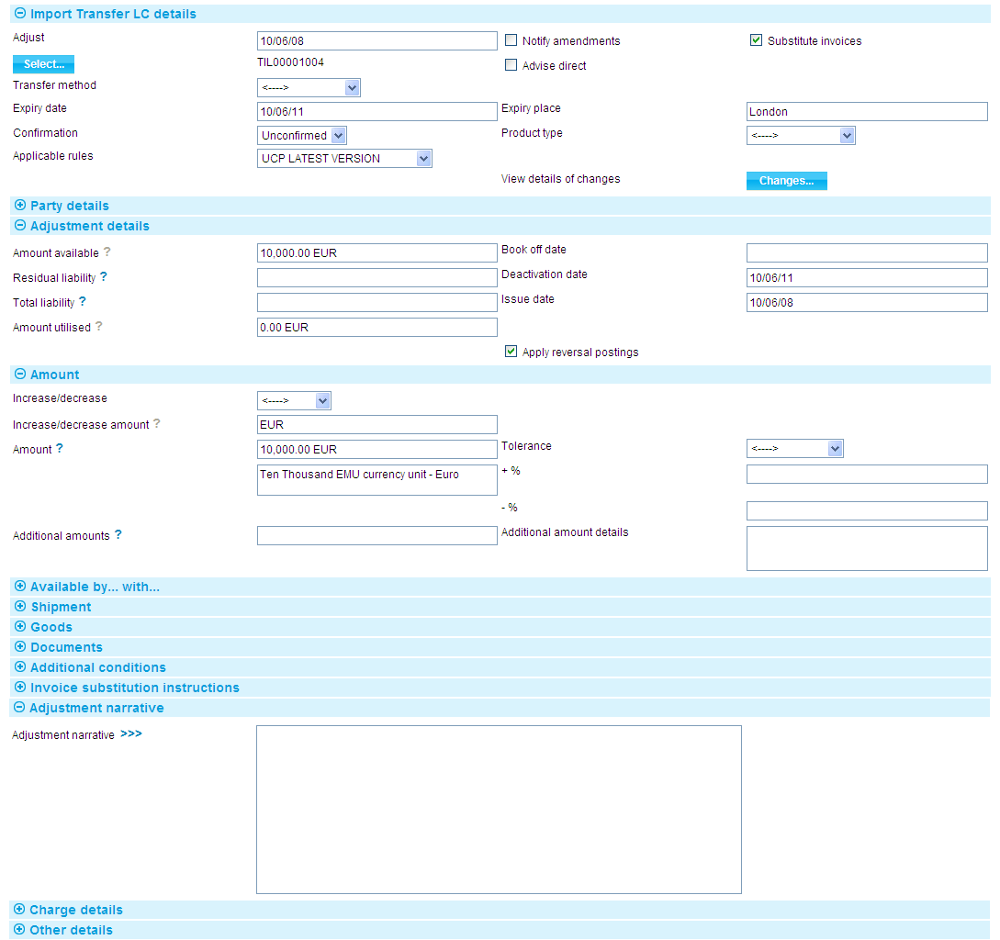 Import Transfer LC details
Adjust 10/06/08 Notify amendments Substitute invoices
Select... TIL00001004 Advise direct
Transfer method <---->
Expiry date 10/06/11 Expiry place London
Confirmation Unconfirmed Product type <---->
Applicable rules UCP LATEST VERSION
View details of changes Changes...
Party details
Adjustment details
Amount available ? 10,000.00 EUR Book off date
Residual liability ? Deactivation date 10/06/11
Total liability ? Issue date 10/06/08
Amount utilised ? 0.00 EUR
Apply reversal postings
Amount
Increase/decrease <---->
Increase/decrease amount ? EUR
Amount ? 10,000.00 EUR Tolerance <---->
Ten Thousand EMU currency unit - Euro + %
- %
Additional amounts ? Additional amount details
Available by... with...
Shipment
Goods
Documents
Additional conditions
Invoice substitution instructions
Adjustment narrative
Adjustment narrative >>>
Charge details
Other details